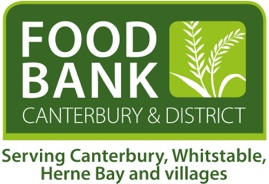 FOOD
BANK
CANTERBURY & DISTRICT
Serving Canterbury, Whitstable,
Herne Bay and villages